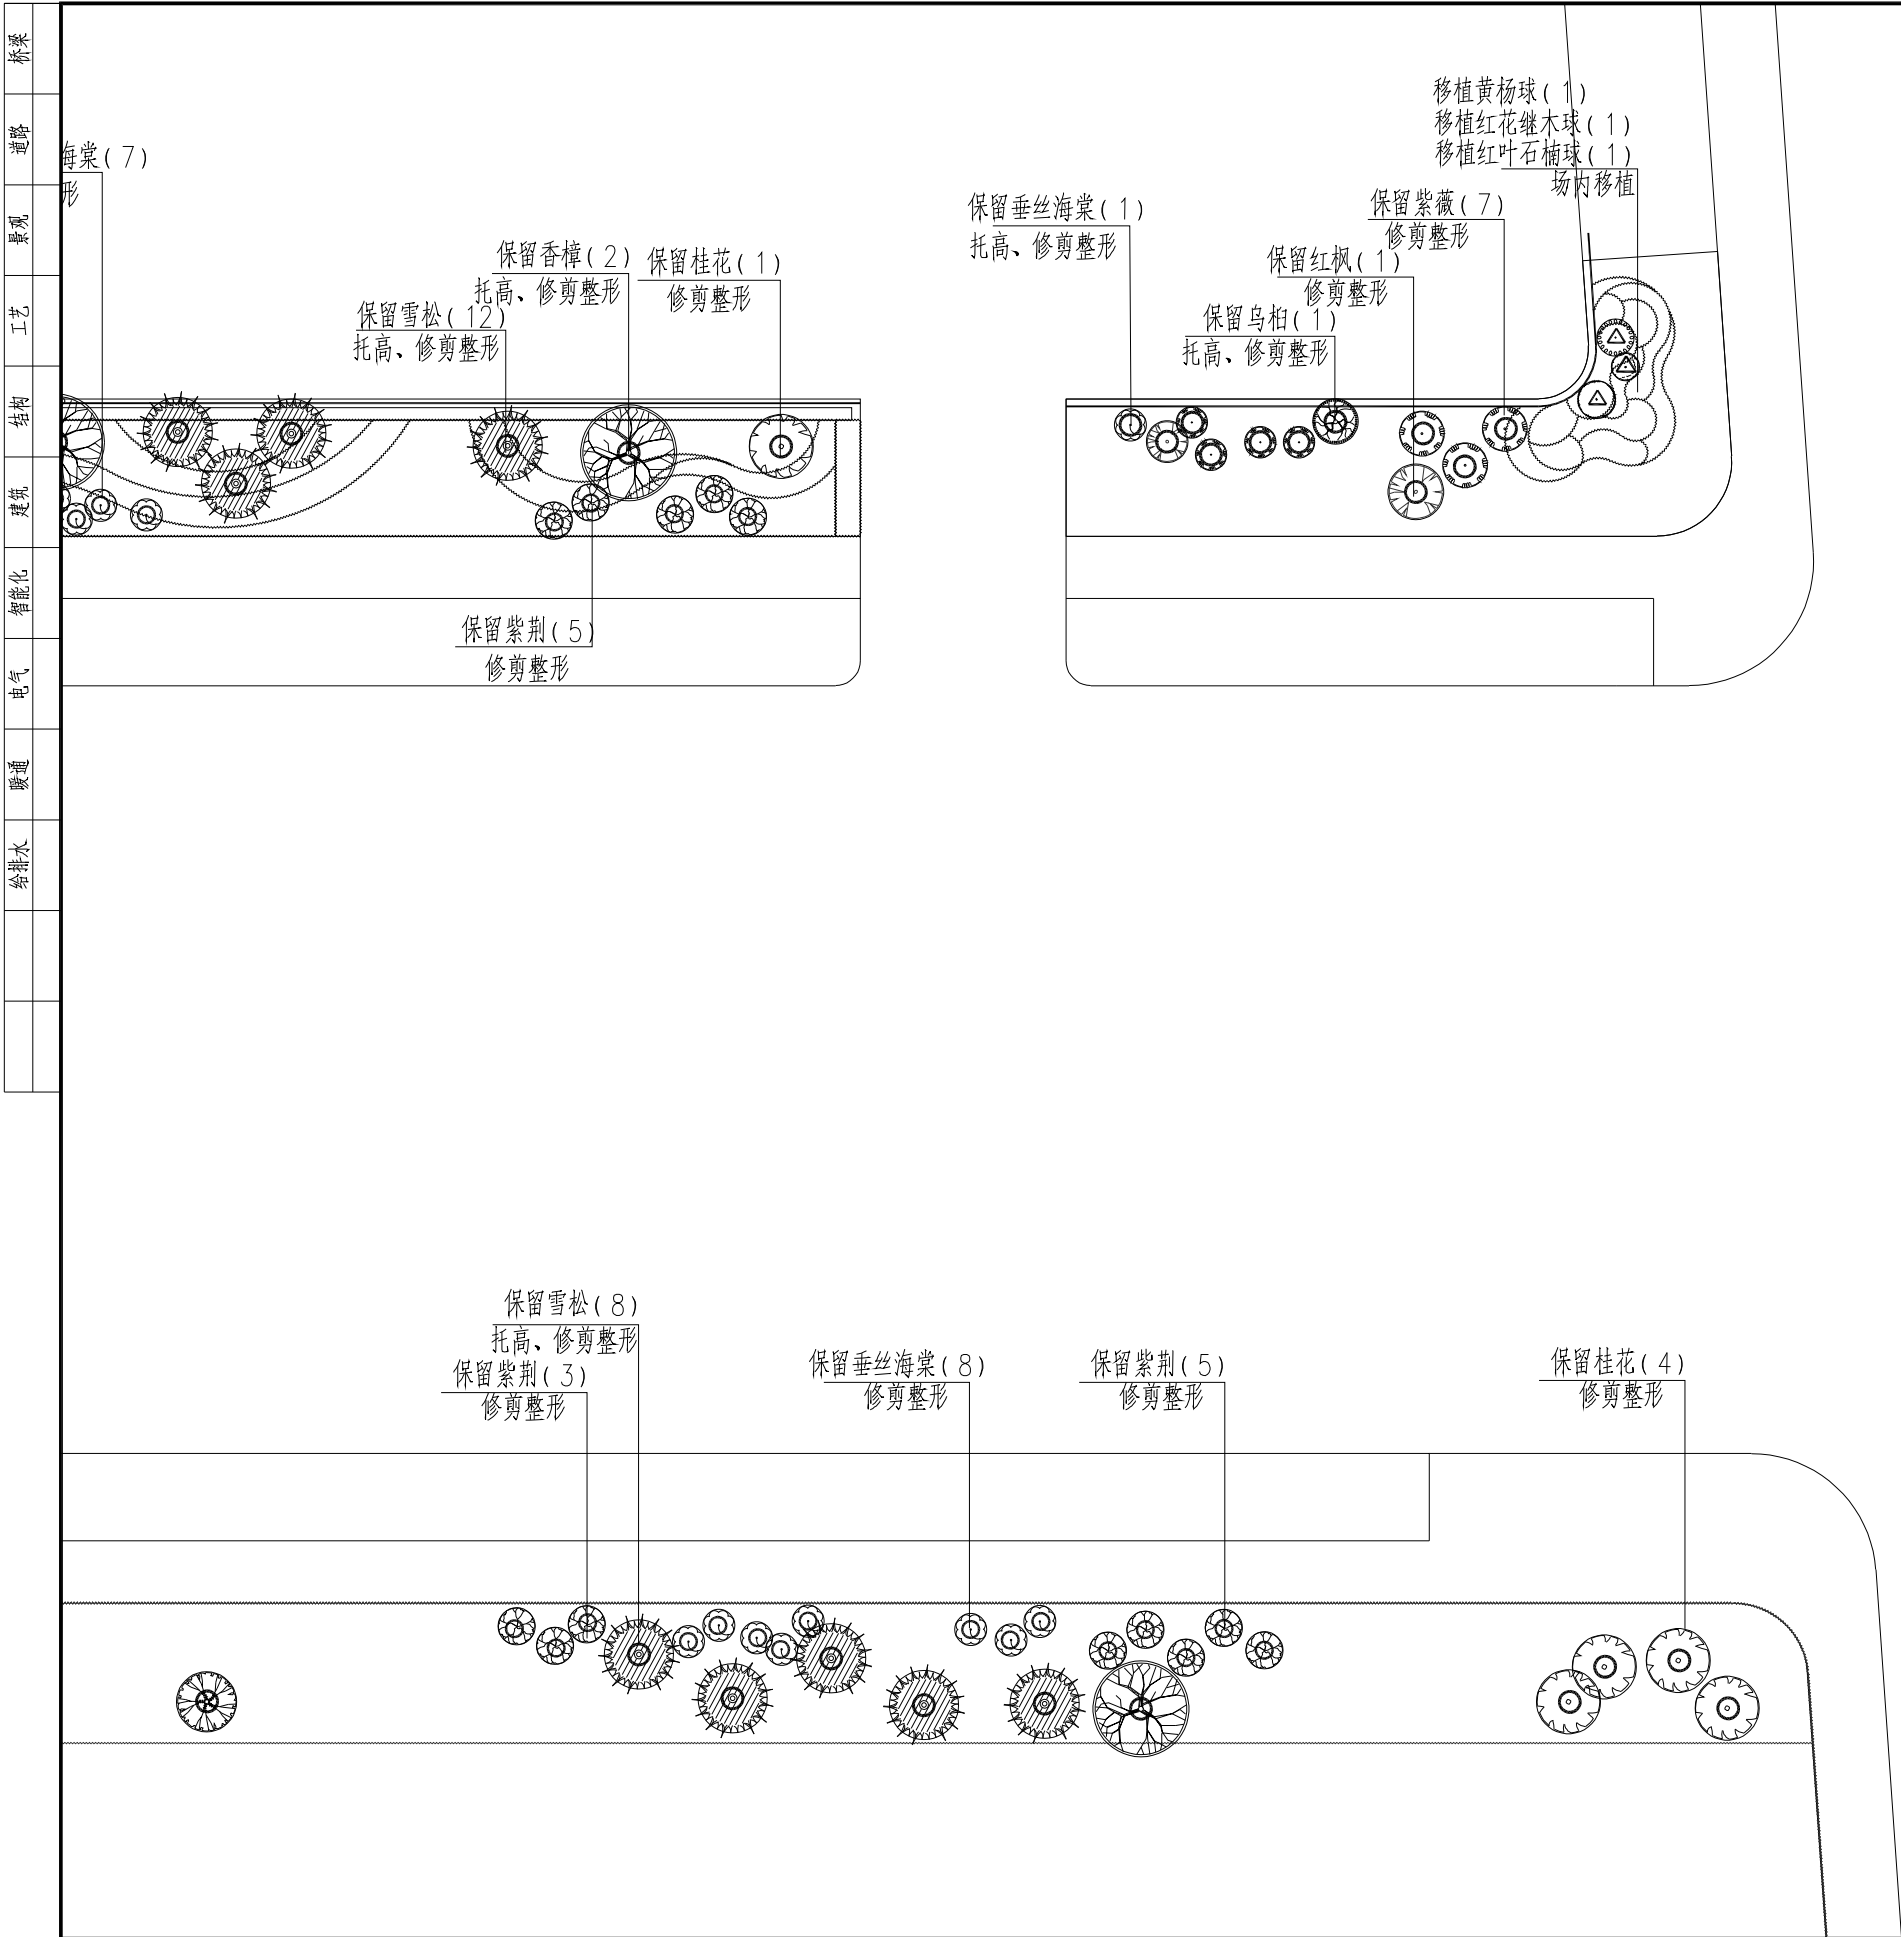 桥梁
道路
景观
工艺
结构
建筑
智能化
电气
暖通
给排水
海棠(7)
形
保留雪松(12)
托高、修剪整形
保留香樟(2)
托高、修剪整形
保留桂花(1)
修剪整形
保留紫荆(5)
修剪整形
保留垂丝海棠(1)
托高、修剪整形
保留乌桕(1)
托高、修剪整形
保留红枫(1)
修剪整形
保留紫薇(7)
修剪整形
移植黄杨球(1)
移植红花继木球(1)
移植红叶石楠球(1)
场内移植
保留雪松(8)
托高、修剪整形
保留紫荆(3)
修剪整形
保留垂丝海棠(8)
修剪整形
保留紫荆(5)
修剪整形
保留桂花(4)
修剪整形